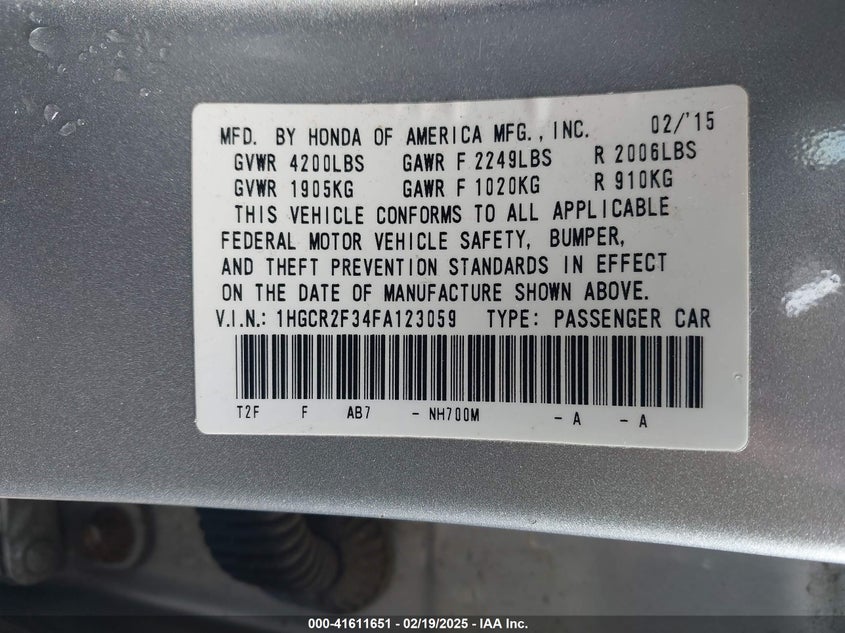 MFD. BY HONDA OF AMERICA MFG., INC. 02/'15
GVWR 4200LBS GAWR F 2249LBS R 2006LBS
GVWR 1905KG GAWR F 1020KG R 910KG
THIS VEHICLE CONFORMS TO ALL APPLICABLE
FEDERAL MOTOR VEHICLE SAFETY, BUMPER,
AND THEFT PREVENTION STANDARDS IN EFFECT
ON THE DATE OF MANUFACTURE SHOWN ABOVE.
V.I.N.: 1HGCR2F34FA123059 TYPE: PASSENGER CAR
T2F F AB7 - NH700M - A - A
000-41611651 - 02/19/2025 - IAA Inc.